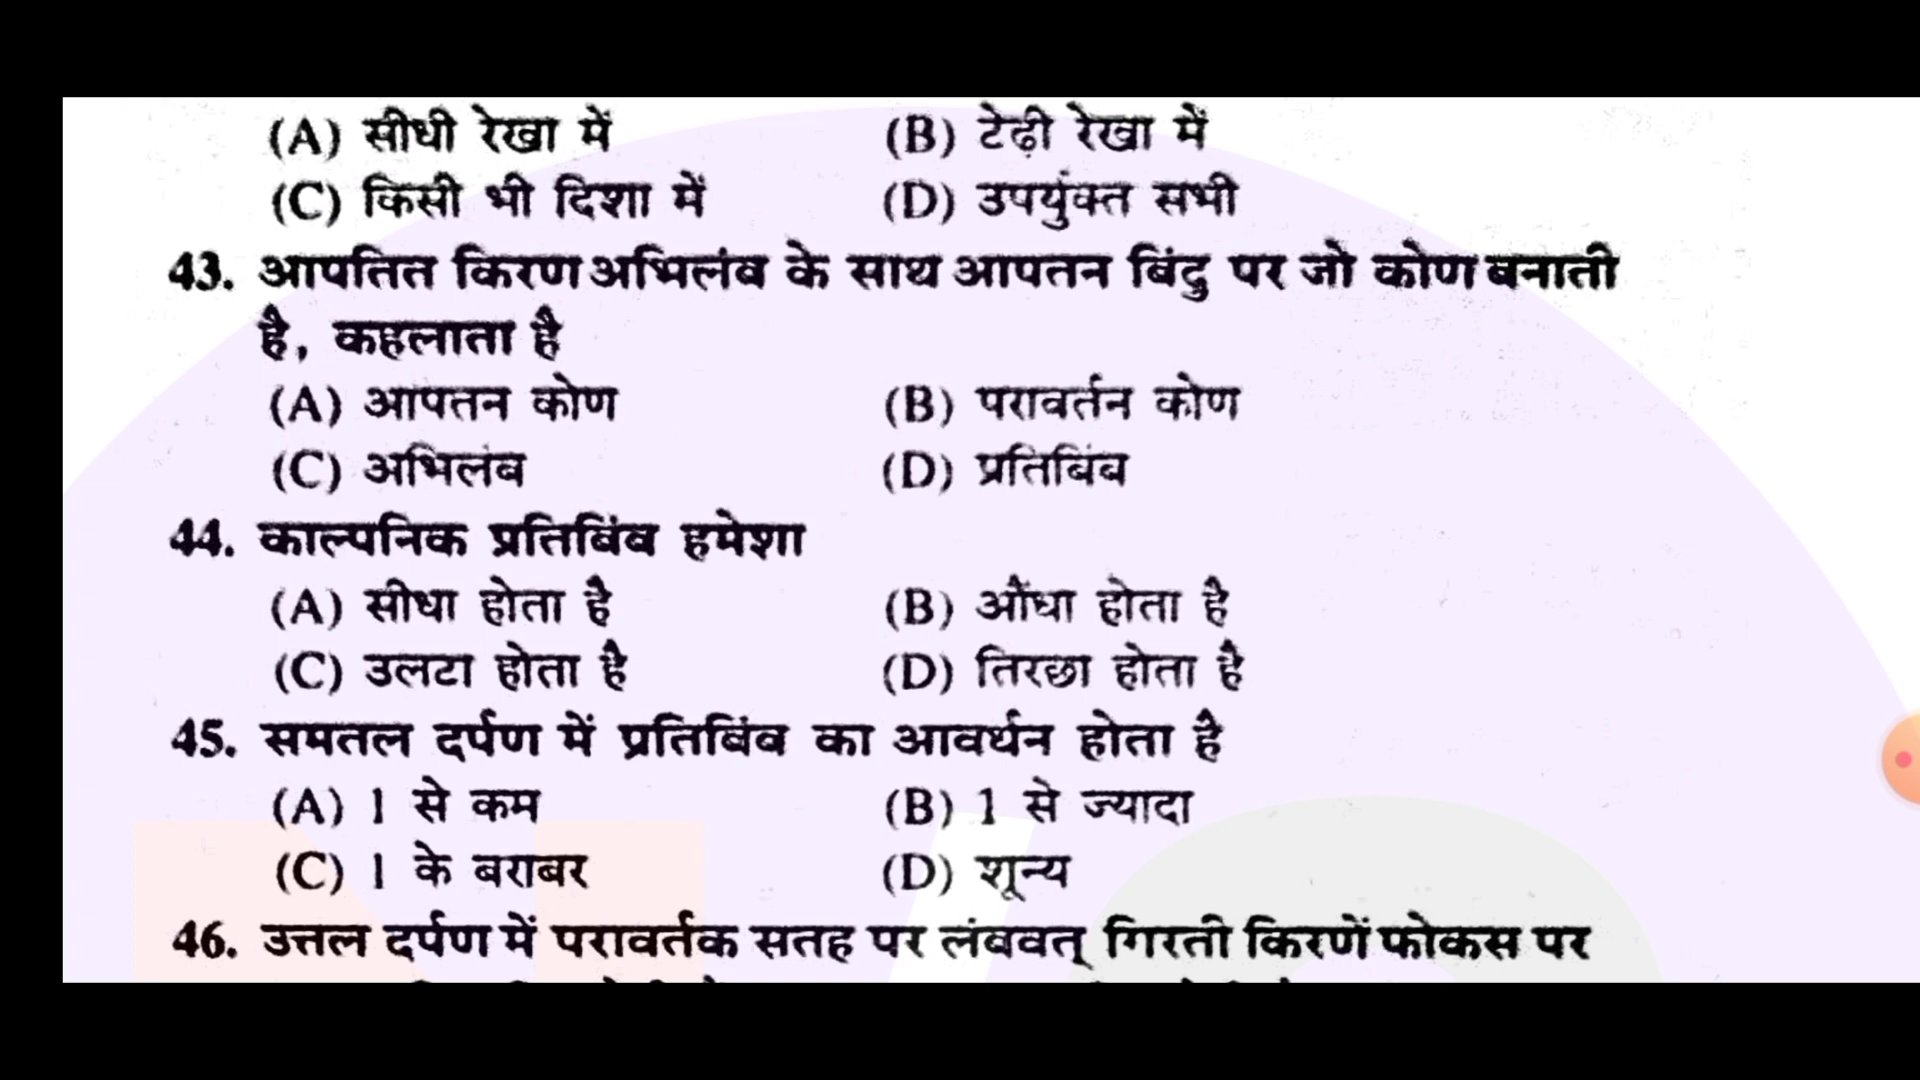 (A) सीधी रेखा में (B) टेढ़ी रेखा में
(C) किसी भी दिशा में (D) उपर्युक्त सभी
43. आपतित किरण अभिलंब के साथ आपतन बिंदु पर जो कोण बनाती
है, कहलाता है
(A) आपतन कोण (B) परावर्तन कोण
(C) अभिलंब (D) प्रतिबिंब
44. काल्पनिक प्रतिबिंब हमेशा
(A) सीधा होता है (B) औंधा होता है
(C) उलटा होता है (D) तिरछा होता है
45. समतल दर्पण में प्रतिबिंब का आवर्धन होता है
(A) 1 से कम (B) 1 से ज्यादा
(C) 1 के बराबर (D) शून्य
46. उत्तल दर्पण में परावर्तक सतह पर लंबवत् गिरती किरणें फोकस पर